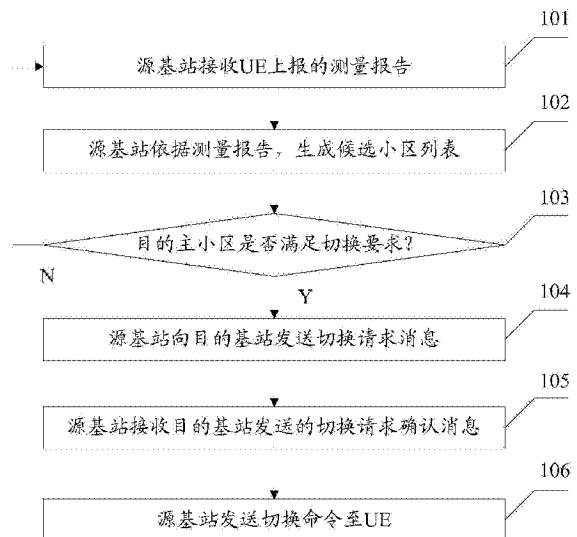 101
源基站接收UE上报的测量报告
102
源基站依据测量报告，生成候选小区列表
103
目的主小区是否满足切换要求？
N
Y
104
源基站向目的基站发送切换请求消息
105
源基站接收目的基站发送的切换请求确认消息
106
源基站发送切换命令至UE